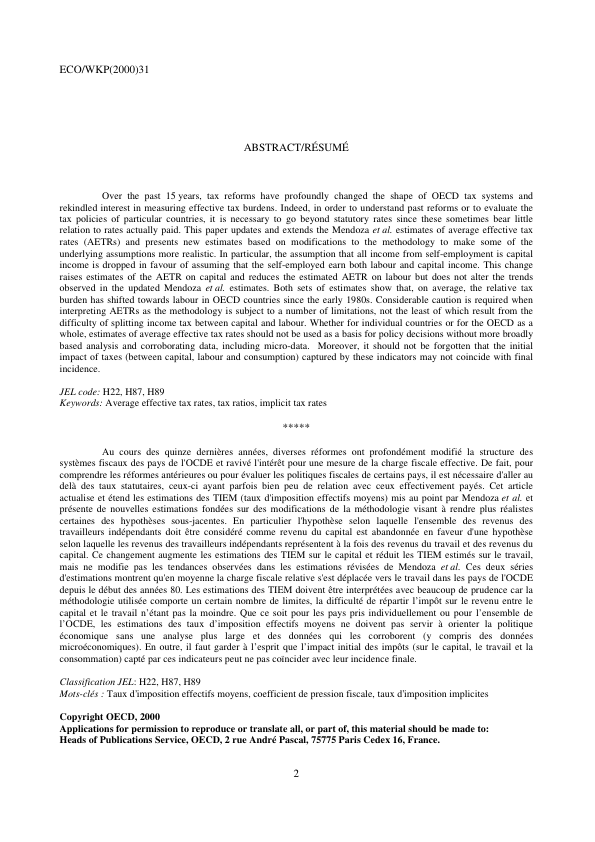 ECO/WKP(2000)31
ABSTRACT/RÉSUMÉ
Over the past 15 years, tax reforms have profoundly changed the shape of OECD tax systems and
rekindled interest in measuring effective tax burdens. Indeed, in order to understand past reforms or to evaluate the
tax policies of particular countries, it is necessary to go beyond statutory rates since these sometimes bear little
relation to rates actually paid. This paper updates and extends the Mendoza et al. estimates of average effective tax
rates (AETRs) and presents new estimates based on modifications to the methodology to make some of the
underlying assumptions more realistic. In particular, the assumption that all income from self-employment is capital
income is dropped in favour of assuming that the self-employed earn both labour and capital income. This change
raises estimates of the AETR on capital and reduces the estimated AETR on labour but does not alter the trends
observed in the updated Mendoza et al. estimates. Both sets of estimates show that, on average, the relative tax
burden has shifted towards labour in OECD countries since the early 1980s. Considerable caution is required when
interpreting AETRs as the methodology is subject to a number of limitations, not the least of which result from the
difficulty of splitting income tax between capital and labour. Whether for individual countries or for the OECD as a
whole, estimates of average effective tax rates should not be used as a basis for policy decisions without more broadly
based analysis and corroborating data, including micro-data. Moreover, it should not be forgotten that the initial
impact of taxes (between capital, labour and consumption) captured by these indicators may not coincide with final
incidence.
JEL code: H22, H87, H89
Keywords: Average effective tax rates, tax ratios, implicit tax rates
*****
Au cours des quinze dernières années, diverses réformes ont profondément modifié la structure des
systèmes fiscaux des pays de l'OCDE et ravivé l'intérêt pour une mesure de la charge fiscale effective. De fait, pour
comprendre les réformes antérieures ou pour évaluer les politiques fiscales de certains pays, il est nécessaire d'aller au
delà des taux statutaires, ceux-ci ayant parfois bien peu de relation avec ceux effectivement payés. Cet article
actualise et étend les estimations des TIEM (taux d'imposition effectifs moyens) mis au point par Mendoza et al. et
présente de nouvelles estimations fondées sur des modifications de la méthodologie visant à rendre plus réalistes
certaines des hypothèses sous-jacentes. En particulier l'hypothèse selon laquelle l'ensemble des revenus des
travailleurs indépendants doit être considéré comme revenu du capital est abandonnée en faveur d'une hypothèse
selon laquelle les revenus des travailleurs indépendants représentent à la fois des revenus du travail et des revenus du
capital. Ce changement augmente les estimations des TIEM sur le capital et réduit les TIEM estimés sur le travail,
mais ne modifie pas les tendances observées dans les estimations révisées de Mendoza et al. Ces deux séries
d'estimations montrent qu'en moyenne la charge fiscale relative s'est déplacée vers le travail dans les pays de l'OCDE
depuis le début des années 80. Les estimations des TIEM doivent être interprétées avec beaucoup de prudence car la
méthodologie utilisée comporte un certain nombre de limites, la difficulté de répartir l’impôt sur le revenu entre le
capital et le travail n’étant pas la moindre. Que ce soit pour les pays pris individuellement ou pour l’ensemble de
l’OCDE, les estimations des taux d’imposition effectifs moyens ne doivent pas servir à orienter la politique
économique sans une analyse plus large et des données qui les corroborent (y compris des données
microéconomiques). En outre, il faut garder à l’esprit que l’impact initial des impôts (sur le capital, le travail et la
consommation) capté par ces indicateurs peut ne pas coïncider avec leur incidence finale.
Classification JEL: H22, H87, H89
Mots-clés : Taux d'imposition effectifs moyens, coefficient de pression fiscale, taux d'imposition implicites
Copyright OECD, 2000
Applications for permission to reproduce or translate all, or part of, this material should be made to:
Heads of Publications Service, OECD, 2 rue André Pascal, 75775 Paris Cedex 16, France.
2